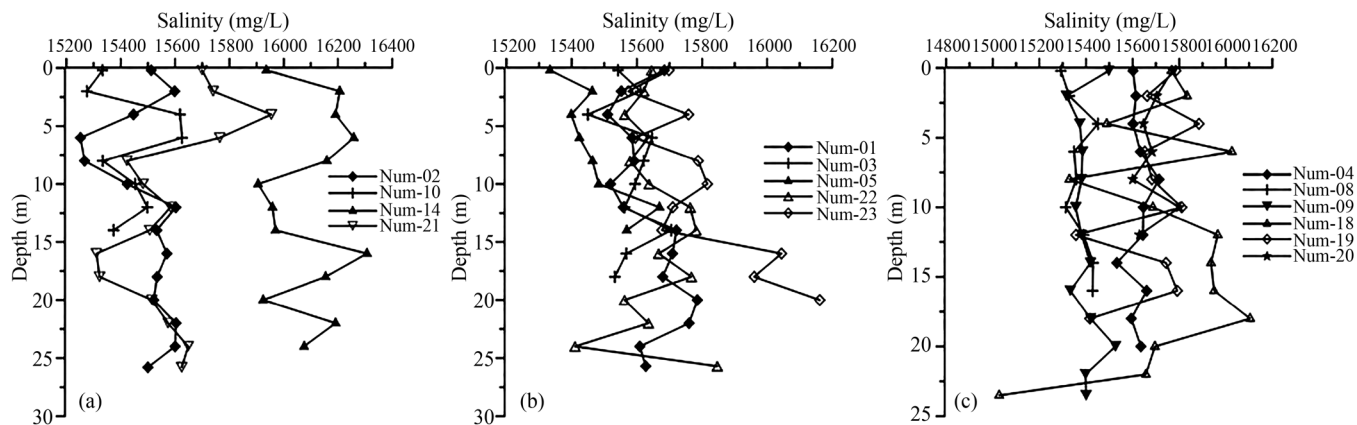 Salinity (mg/L)
15200 15400 15600 15800 16000 16200 16400
0
5
10
15
20
25
30
Depth (m)
Num-02
Num-10
Num-14
Num-21
(a)
Salinity (mg/L)
15200 15400 15600 15800 16000 16200
0
5
10
15
20
25
30
Depth (m)
Num-01
Num-03
Num-05
Num-22
Num-23
(b)
Salinity (mg/L)
14800 15000 15200 15400 15600 15800 16000 16200
0
5
10
15
20
25
Depth (m)
Num-04
Num-08
Num-09
Num-18
Num-19
Num-20
(c)